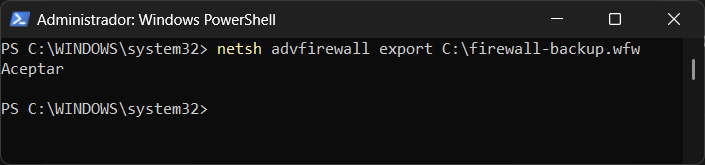 Administrador: Windows PowerShell
PS C:\WINDOWS\system32> netsh advfirewall export C:\firewall-backup.wfw
Aceptar
PS C:\WINDOWS\system32>